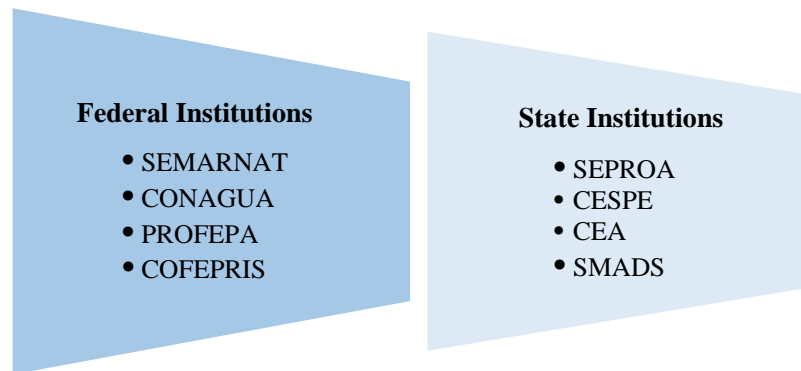 Federal Institutions
• SEMARNAT
• CONAGUA
• PROFEPA
• COFEPRIS
State Institutions
• SEPROA
• CESPE
• CEA
• SMADS